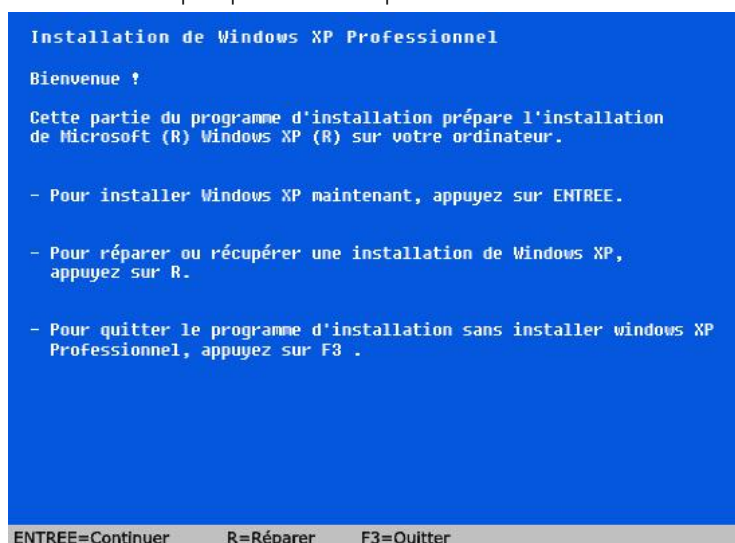 Installation de Windows XP Professionnel
Bienvenue !
Cette partie du programme d'installation prépare l'installation
de Microsoft (R) Windows XP (R) sur votre ordinateur.
- Pour installer Windows XP maintenant, appuyez sur ENTREE.
- Pour réparer ou récupérer une installation de Windows XP,
appuyez sur R.
- Pour quitter le programme d'installation sans installer windows XP
Professionnel, appuyez sur F3 .
ENTREE=Continuer R=Réparer F3=Quitter